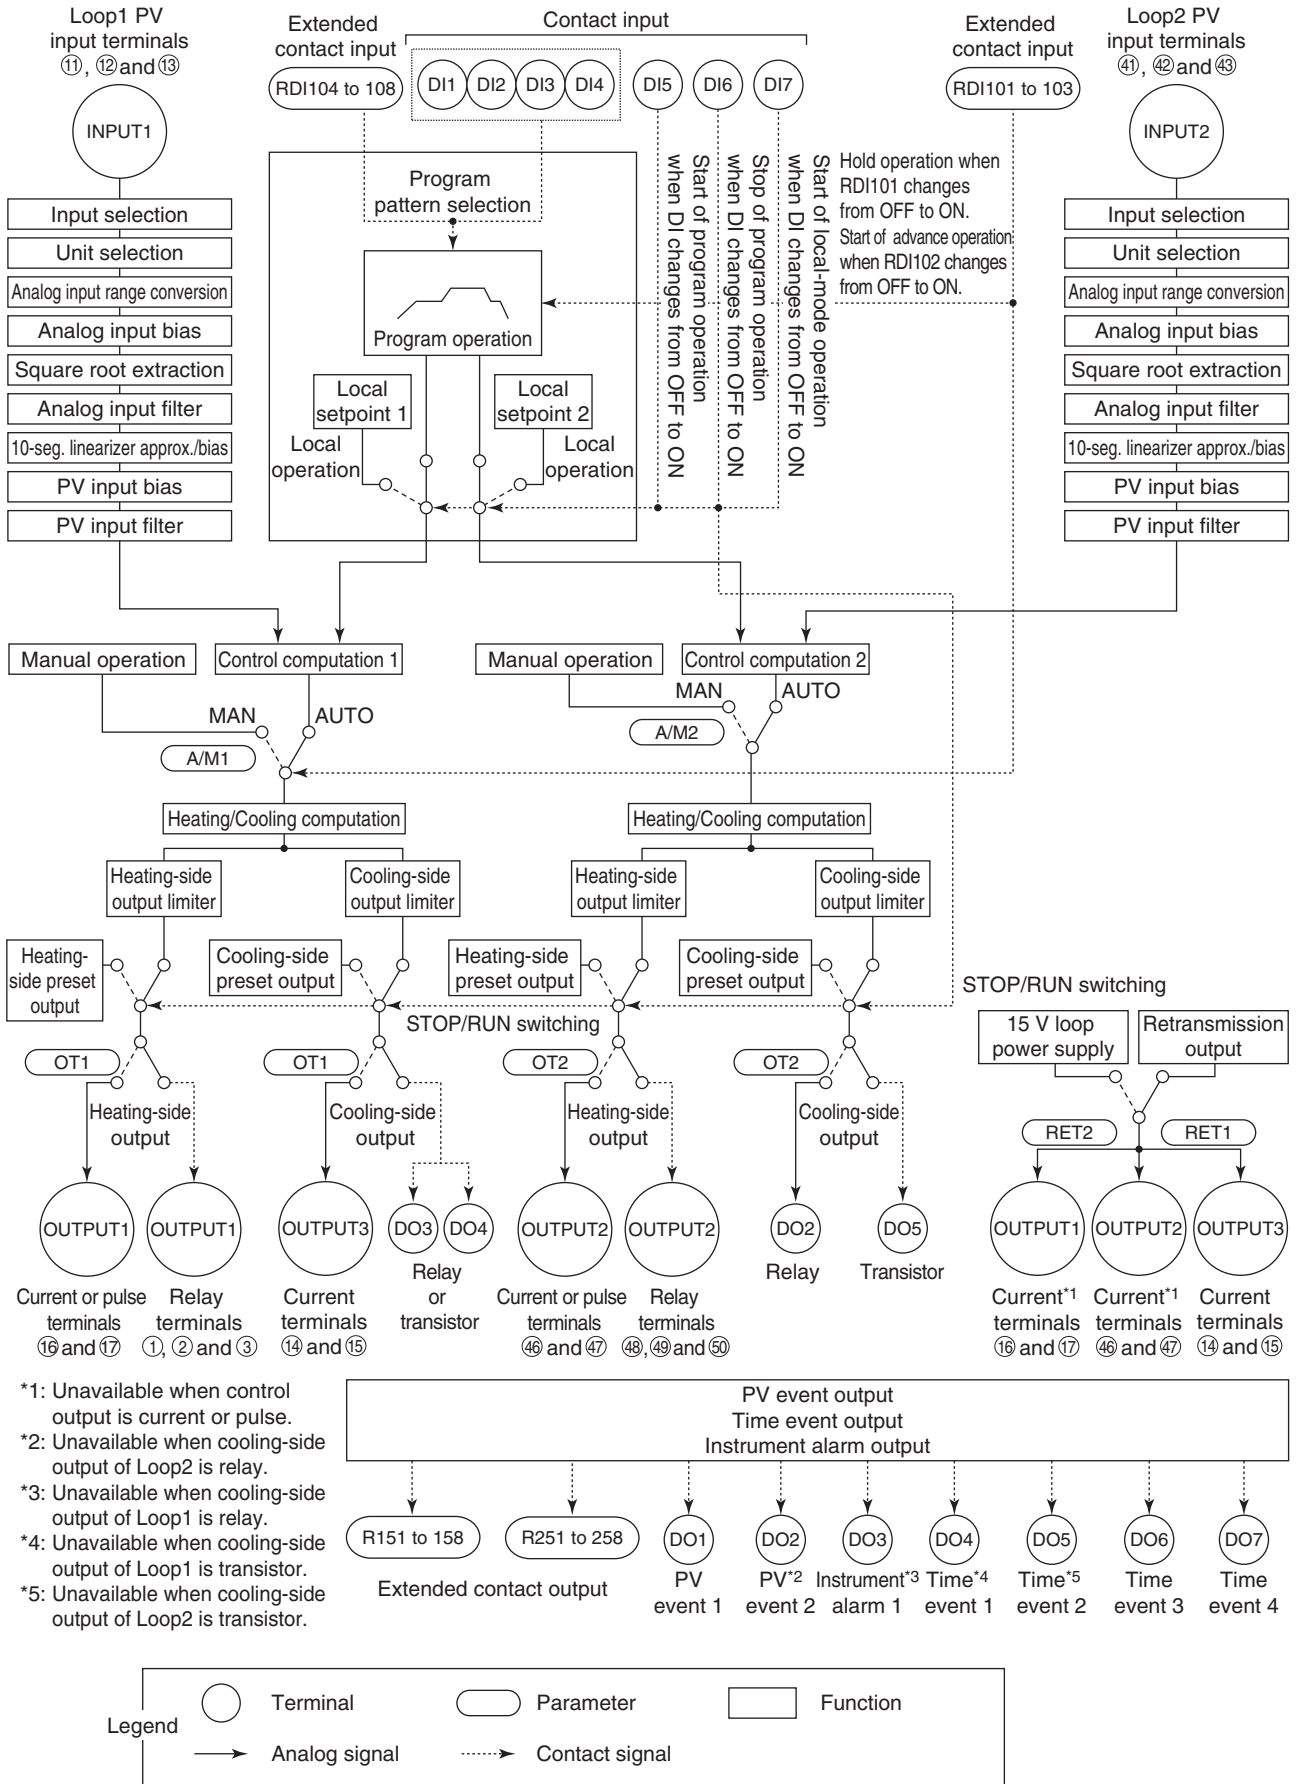 Loop1 PV
input terminals
⑪, ⑫ and ⑬
Extended
contact input
Contact input
Extended
contact input
Loop2 PV
input terminals
㊶, ㊷ and ㊸
INPUT1
RDI104 to 108
DI1
DI2
DI3
DI4
DI5
DI6
DI7
RDI101 to 103
INPUT2
Input selection
Unit selection
Analog input range conversion
Analog input bias
Square root extraction
Analog input filter
10-seg. linearizer approx./bias
PV input bias
PV input filter
Program
pattern selection
Program operation
Local
setpoint 1
Local
setpoint 2
Local
operation
Local
operation
Start of program operation
when DI changes from OFF to ON
Stop of program operation
when DI changes from OFF to ON
Start of local-mode operation
when DI changes from OFF to ON
Hold operation when
RDI101 changes
from OFF to ON.
Start of advance operation
when RDI102 changes
from OFF to ON.
Input selection
Unit selection
Analog input range conversion
Analog input bias
Square root extraction
Analog input filter
10-seg. linearizer approx./bias
PV input bias
PV input filter
Manual operation
Control computation 1
Manual operation
Control computation 2
MAN
AUTO
A/M1
MAN
AUTO
A/M2
Heating/Cooling computation
Heating/Cooling computation
Heating-side
output limiter
Cooling-side
output limiter
Heating-side
output limiter
Cooling-side
output limiter
Heating-
side preset
output
Cooling-side
preset output
Heating-side
preset output
Cooling-side
preset output
STOP/RUN switching
STOP/RUN switching
15 V loop
power supply
Retransmission
output
OT1
OT1
OT2
OT2
Heating-side
output
Cooling-side
output
Heating-side
output
Cooling-side
output
RET2
RET1
OUTPUT1
OUTPUT1
OUTPUT3
DO3
DO4
OUTPUT2
OUTPUT2
DO2
DO5
OUTPUT1
OUTPUT2
OUTPUT3
Current or pulse
terminals
⑯ and ⑰
Relay
terminals
①, ② and ③
Current
terminals
⑭ and ⑮
Relay
or
transistor
Current or pulse
terminals
㊻ and ㊼
Relay
terminals
㊽, ㊾ and ㊿
Relay
Transistor
Current*1
terminals
⑯ and ⑰
Current*1
terminals
㊻ and ㊼
Current
terminals
⑭ and ⑮
*1: Unavailable when control
output is current or pulse.
*2: Unavailable when cooling-side
output of Loop2 is relay.
*3: Unavailable when cooling-side
output of Loop1 is relay.
*4: Unavailable when cooling-side
output of Loop1 is transistor.
*5: Unavailable when cooling-side
output of Loop2 is transistor.
PV event output
Time event output
Instrument alarm output
R151 to 158
R251 to 258
DO1
DO2
DO3
DO4
DO5
DO6
DO7
Extended contact output
PV
event 1
PV*2
event 2
Instrument*3
alarm 1
Time*4
event 1
Time*5
event 2
Time
event 3
Time
event 4
Legend
Terminal
Parameter
Function
Analog signal
Contact signal